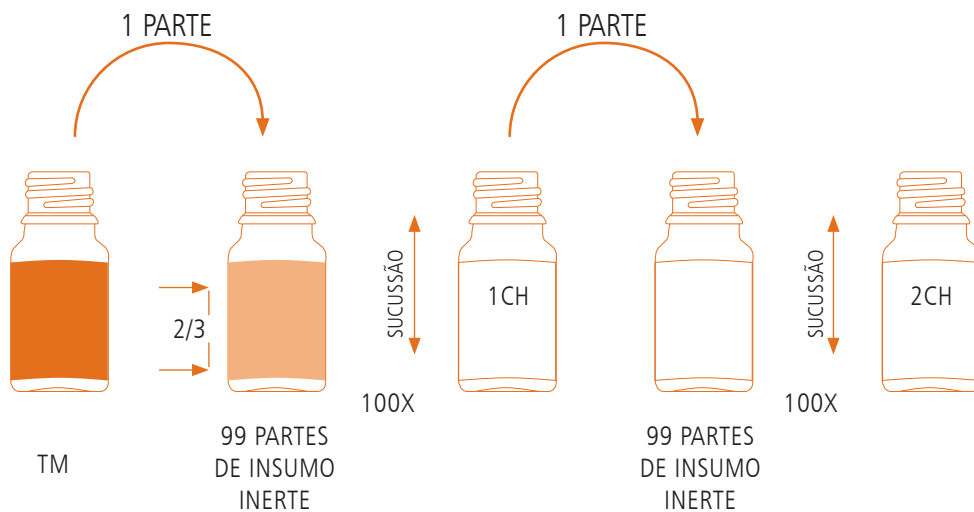 1 PARTE
1 PARTE
SUCUSSÃO
1CH
SUCUSSÃO
2CH
2/3
100X
100X
TM
99 PARTES
DE INSUMO
INERTE
99 PARTES
DE INSUMO
INERTE